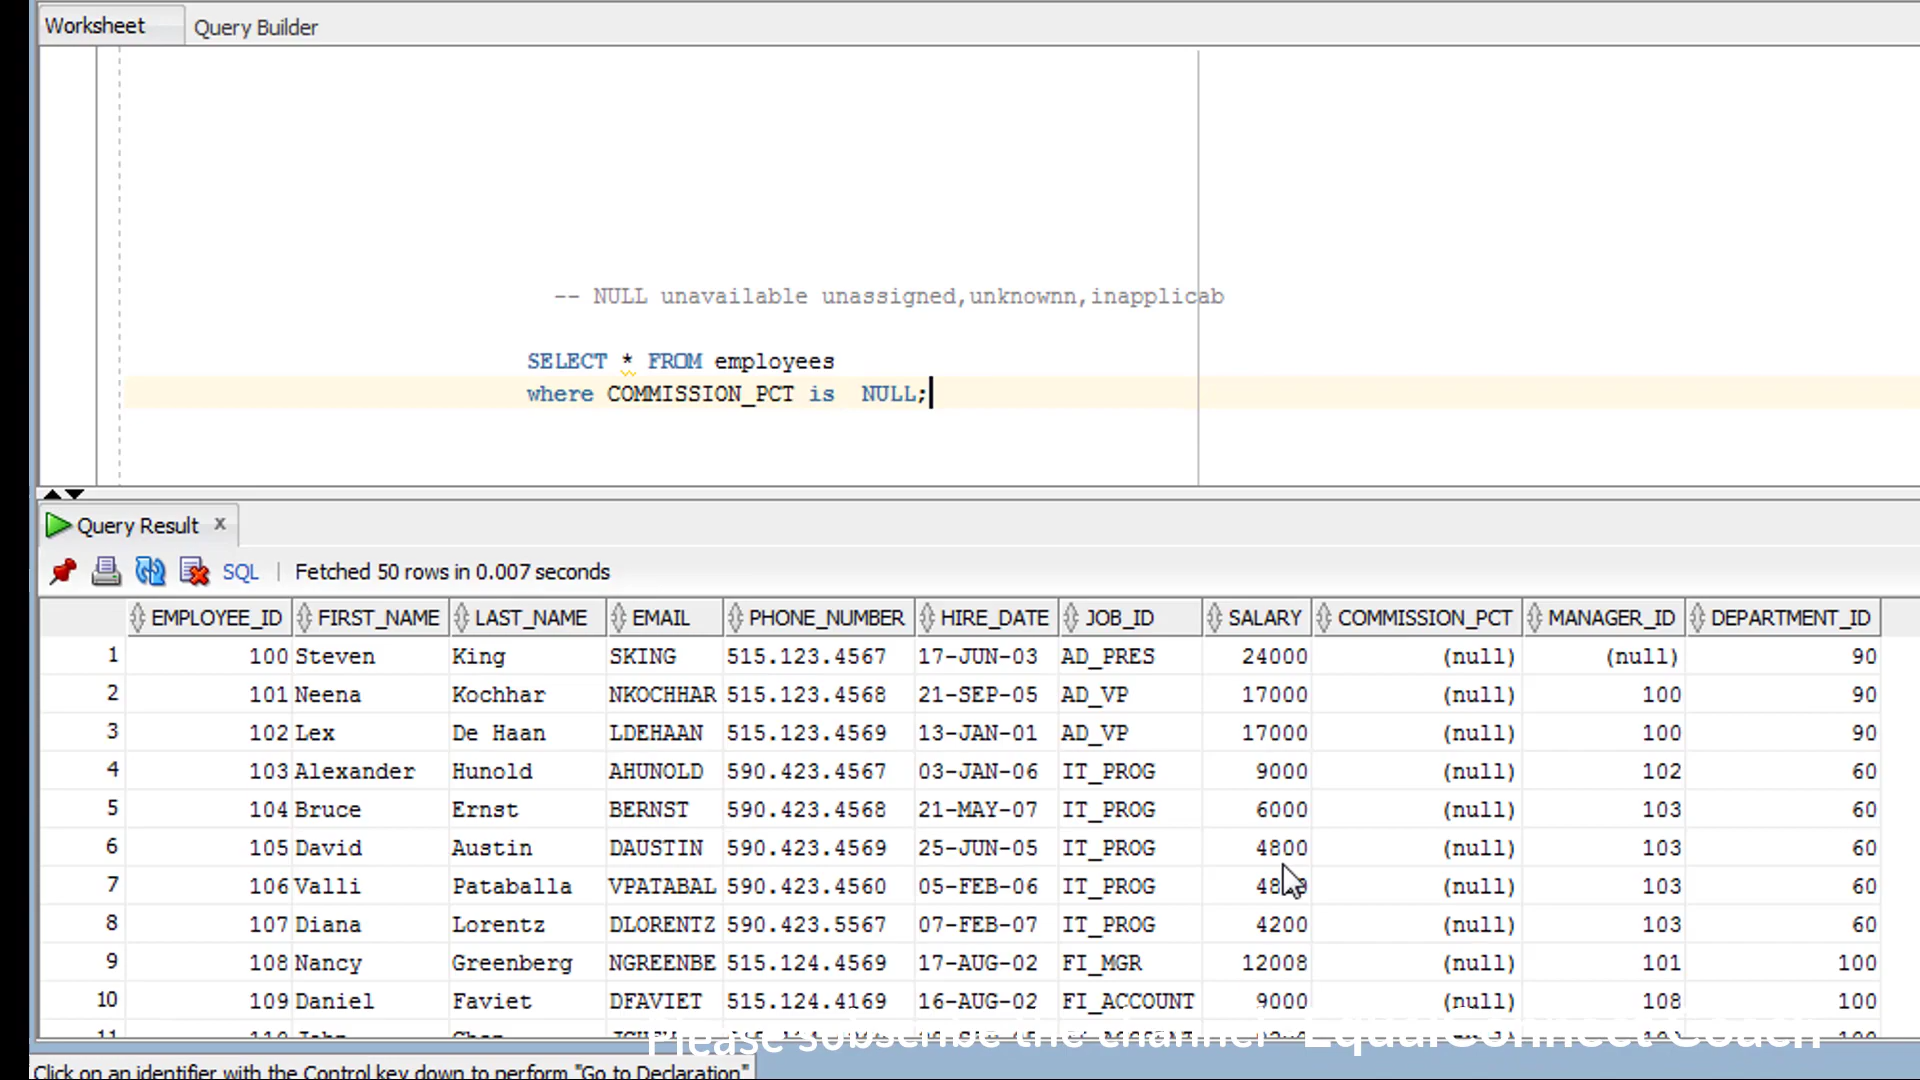 Worksheet Query Builder
-- NULL unavailable unassigned,unknownn,inapplicab
SELECT * FROM employees
where COMMISSION_PCT is  NULL;
Query Result x
SQL | Fetched 50 rows in 0.007 seconds
EMPLOYEE_ID FIRST_NAME LAST_NAME EMAIL PHONE_NUMBER HIRE_DATE JOB_ID SALARY COMMISSION_PCT MANAGER_ID DEPARTMENT_ID
1 100 Steven King SKING 515.123.4567 17-JUN-03 AD_PRES 24000 (null) (null) 90
2 101 Neena Kochhar NKOCHHAR 515.123.4568 21-SEP-05 AD_VP 17000 (null) 100 90
3 102 Lex De Haan LDEHAAN 515.123.4569 13-JAN-01 AD_VP 17000 (null) 100 90
4 103 Alexander Hunold AHUNOLD 590.423.4567 03-JAN-06 IT_PROG 9000 (null) 102 60
5 104 Bruce Ernst BERNST 590.423.4568 21-MAY-07 IT_PROG 6000 (null) 103 60
6 105 David Austin DAUSTIN 590.423.4569 25-JUN-05 IT_PROG 4800 (null) 103 60
7 106 Valli Pataballa VPATABAL 590.423.4560 05-FEB-06 IT_PROG (null) 103 60
8 107 Diana Lorentz DLORENTZ 590.423.5567 07-FEB-07 IT_PROG 4200 (null) 103 60
9 108 Nancy Greenberg NGREENBE 515.124.4569 17-AUG-02 FI_MGR 12008 (null) 101 100
10 109 Daniel Faviet DFAVIET 515.124.4169 16-AUG-02 FI_ACCOUNT 9000 (null) 108 100
11
Please subscribe the channel EqualConnect Coach
Click on an identifier with the Control key down to perform "Go to Declaration"